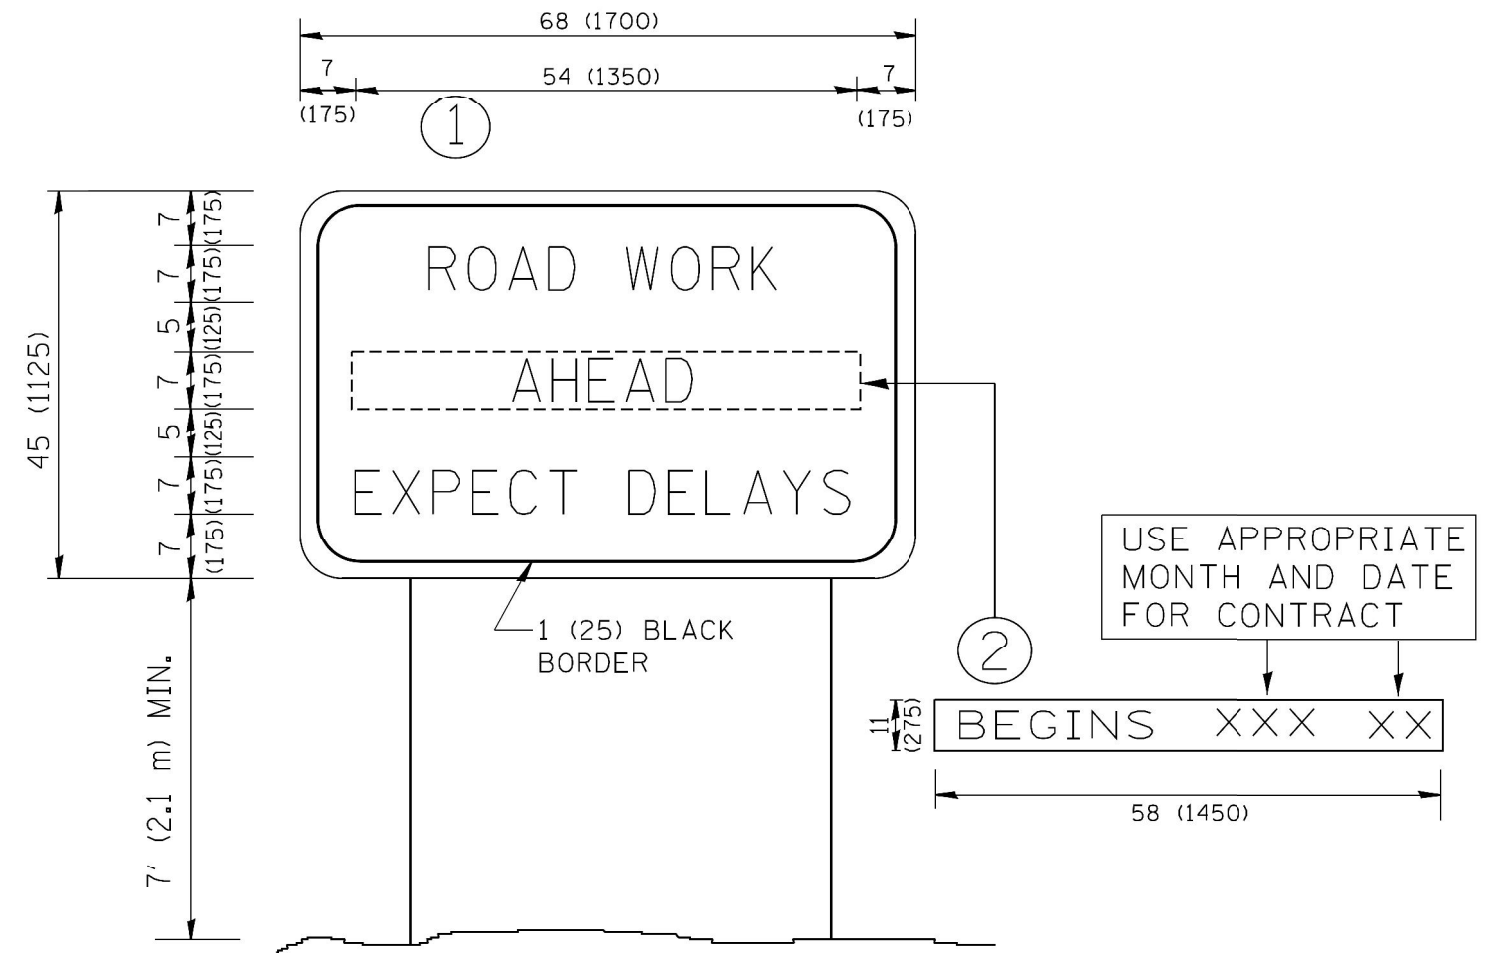 68 (1700)
7
54 (1350)
7
(175)
(175)
1
7
(175)
7
(175)
5
(125)
7
(175)
5
(125)
7
(175)
7
(175)
45 (1125)
ROAD WORK
AHEAD
EXPECT DELAYS
1 (25) BLACK
BORDER
7' (2.1 m) MIN.
2
USE APPROPRIATE
MONTH AND DATE
FOR CONTRACT
11
(275)
BEGINS XXX XX
58 (1450)